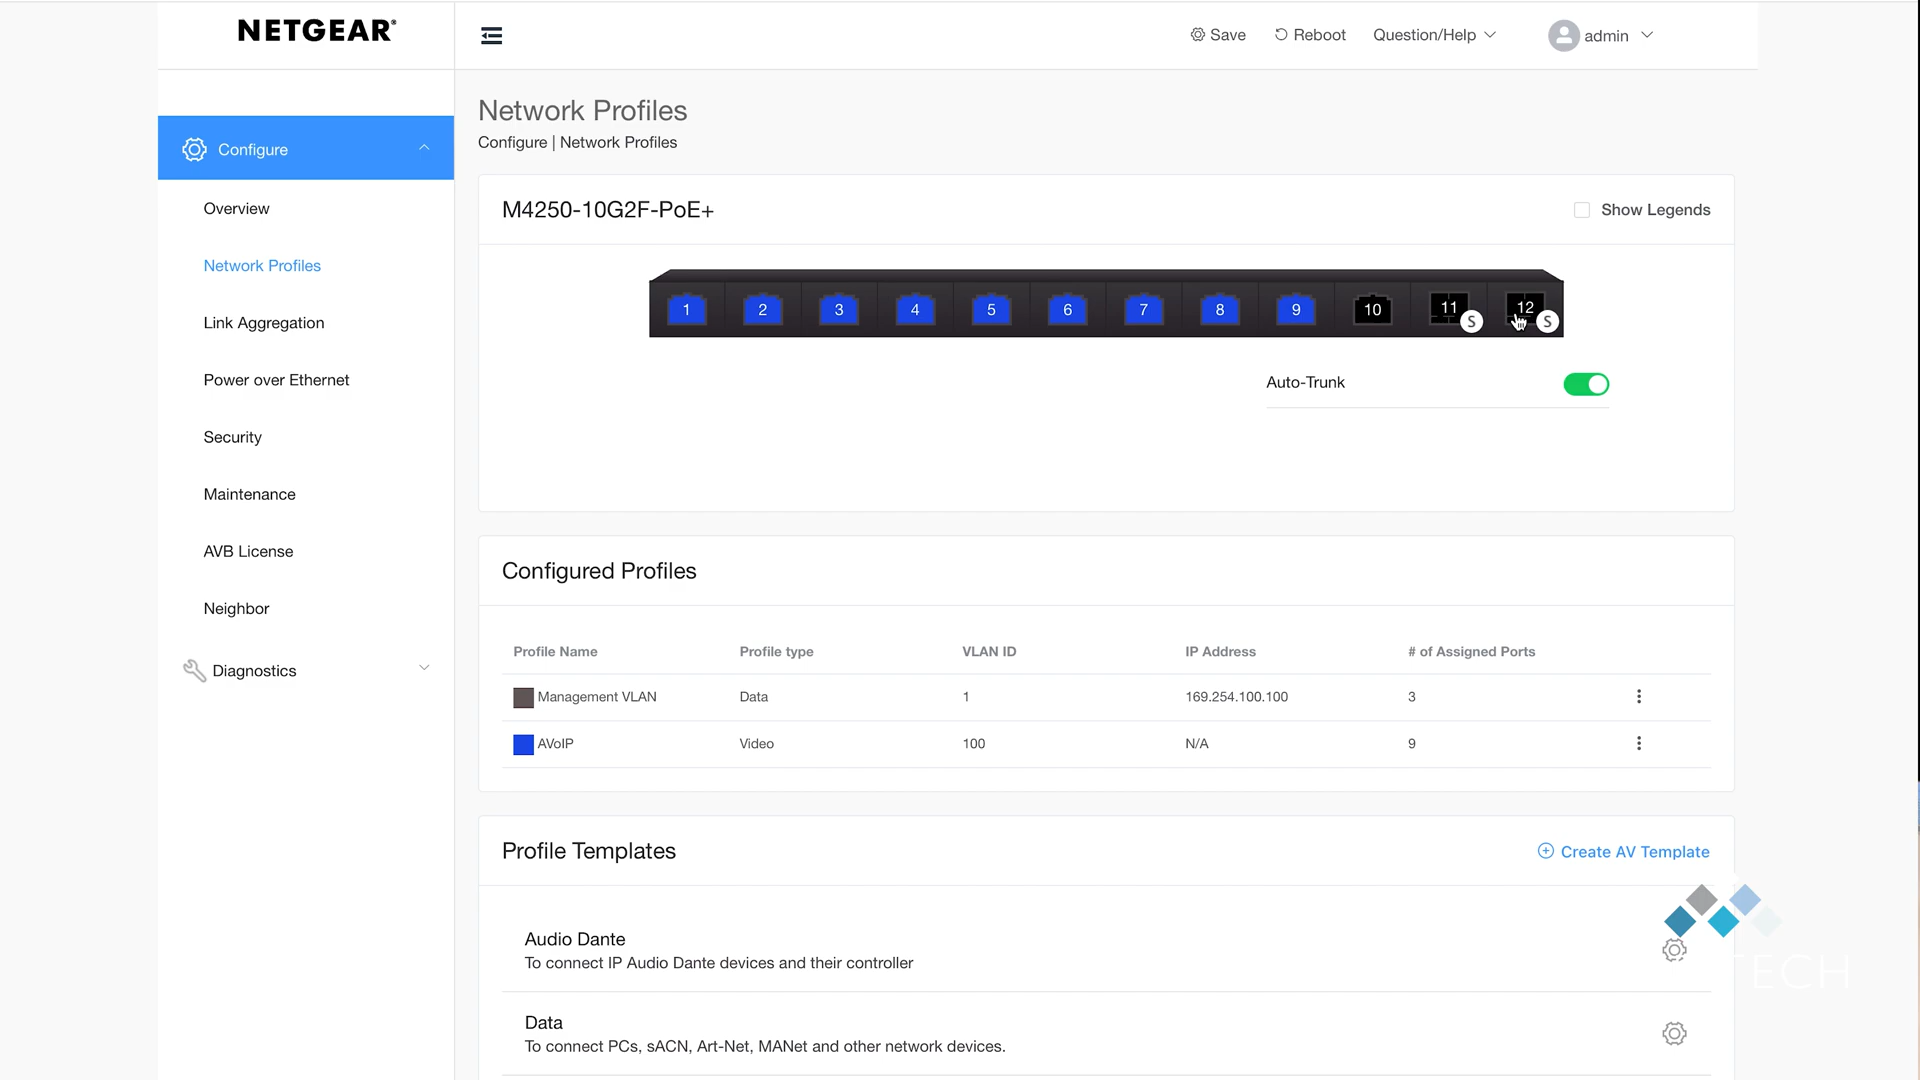 NETGEAR®
Save
Reboot
Question/Help
admin
Configure
Overview
Network Profiles
Link Aggregation
Power over Ethernet
Security
Maintenance
AVB License
Neighbor
Diagnostics
Network Profiles
Configure | Network Profiles
M4250-10G2F-PoE+
Show Legends
1 2 3 4 5 6 7 8 9 10 11 S 12 S
Auto-Trunk
Configured Profiles
Profile Name Profile type VLAN ID IP Address # of Assigned Ports
Management VLAN Data 1 169.254.100.100 3
AVoIP Video 100 N/A 9
Profile Templates
Create AV Template
Audio Dante
To connect IP Audio Dante devices and their controller
Data
To connect PCs, sACN, Art-Net, MANet and other network devices.